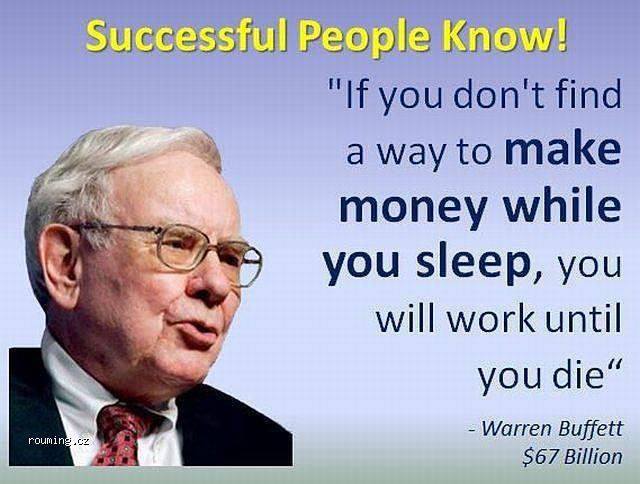 Successful People Know!
"If you don't find
a way to make
money while
you sleep, you
will work until
you die“
- Warren Buffett
$67 Billion
rouming.cz